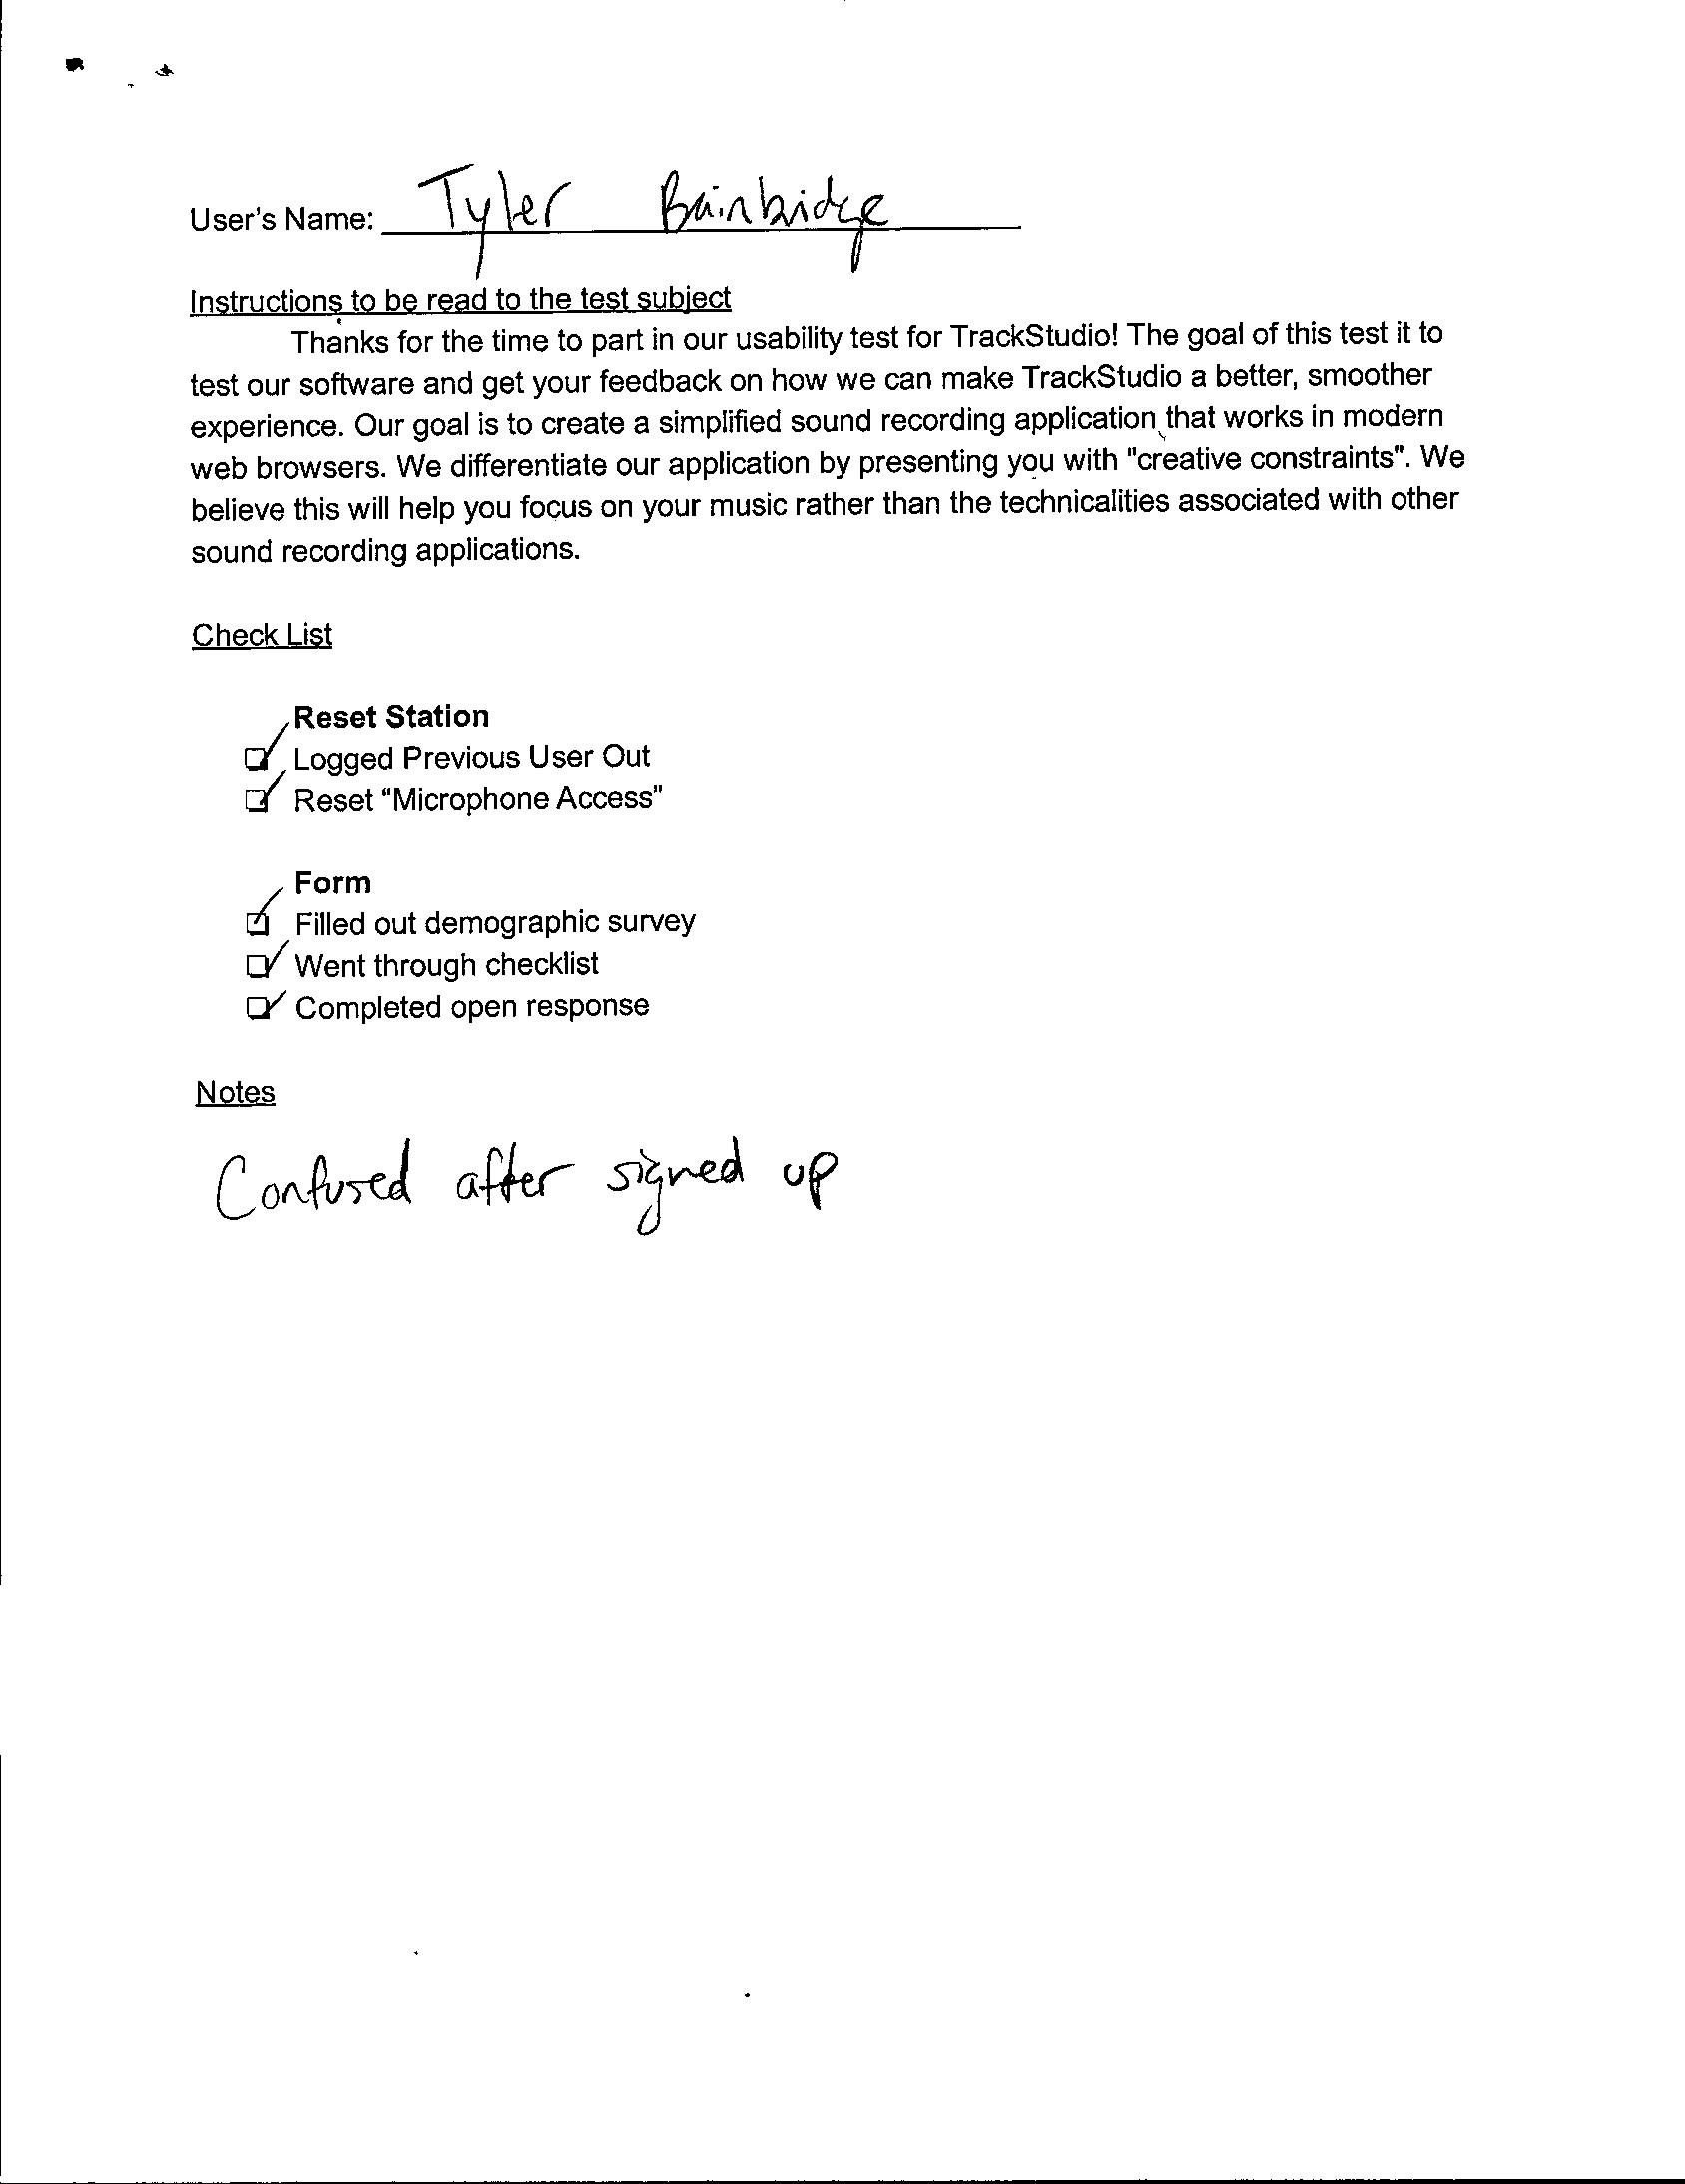 User's Name: Tyler Bainbridge
Instructions to be read to the test subject
Thanks for the time to part in our usability test for TrackStudio! The goal of this test it to
test our software and get your feedback on how we can make TrackStudio a better, smoother
experience. Our goal is to create a simplified sound recording application that works in modern
web browsers. We differentiate our application by presenting you with "creative constraints". We
believe this will help you focus on your music rather than the technicalities associated with other
sound recording applications.
Check List
Reset Station
Logged Previous User Out
Reset “Microphone Access”
Form
Filled out demographic survey
Went through checklist
Completed open response
Notes
Confused after signed up